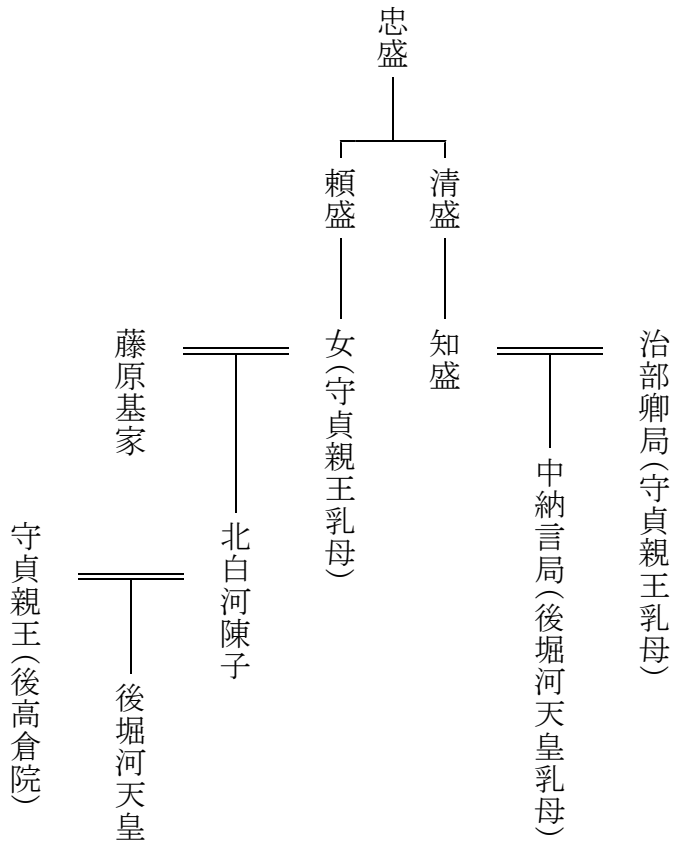 忠盛
清盛
頼盛
治部卿局(守貞親王乳母)
知盛
女(守貞親王乳母)
藤原基家
中納言局(後堀河天皇乳母)
北白河陳子
守貞親王(後高倉院)
後堀河天皇